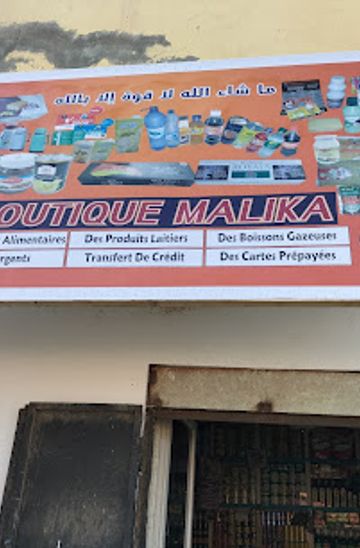 ما شاء الله لا قوة إلا بالله
OUTIQUE MALIKA
Alimentaires Des Produits Laitiers Des Boissons Gazeuses
rgents Transfert De Crédit Des Cartes Prépayées